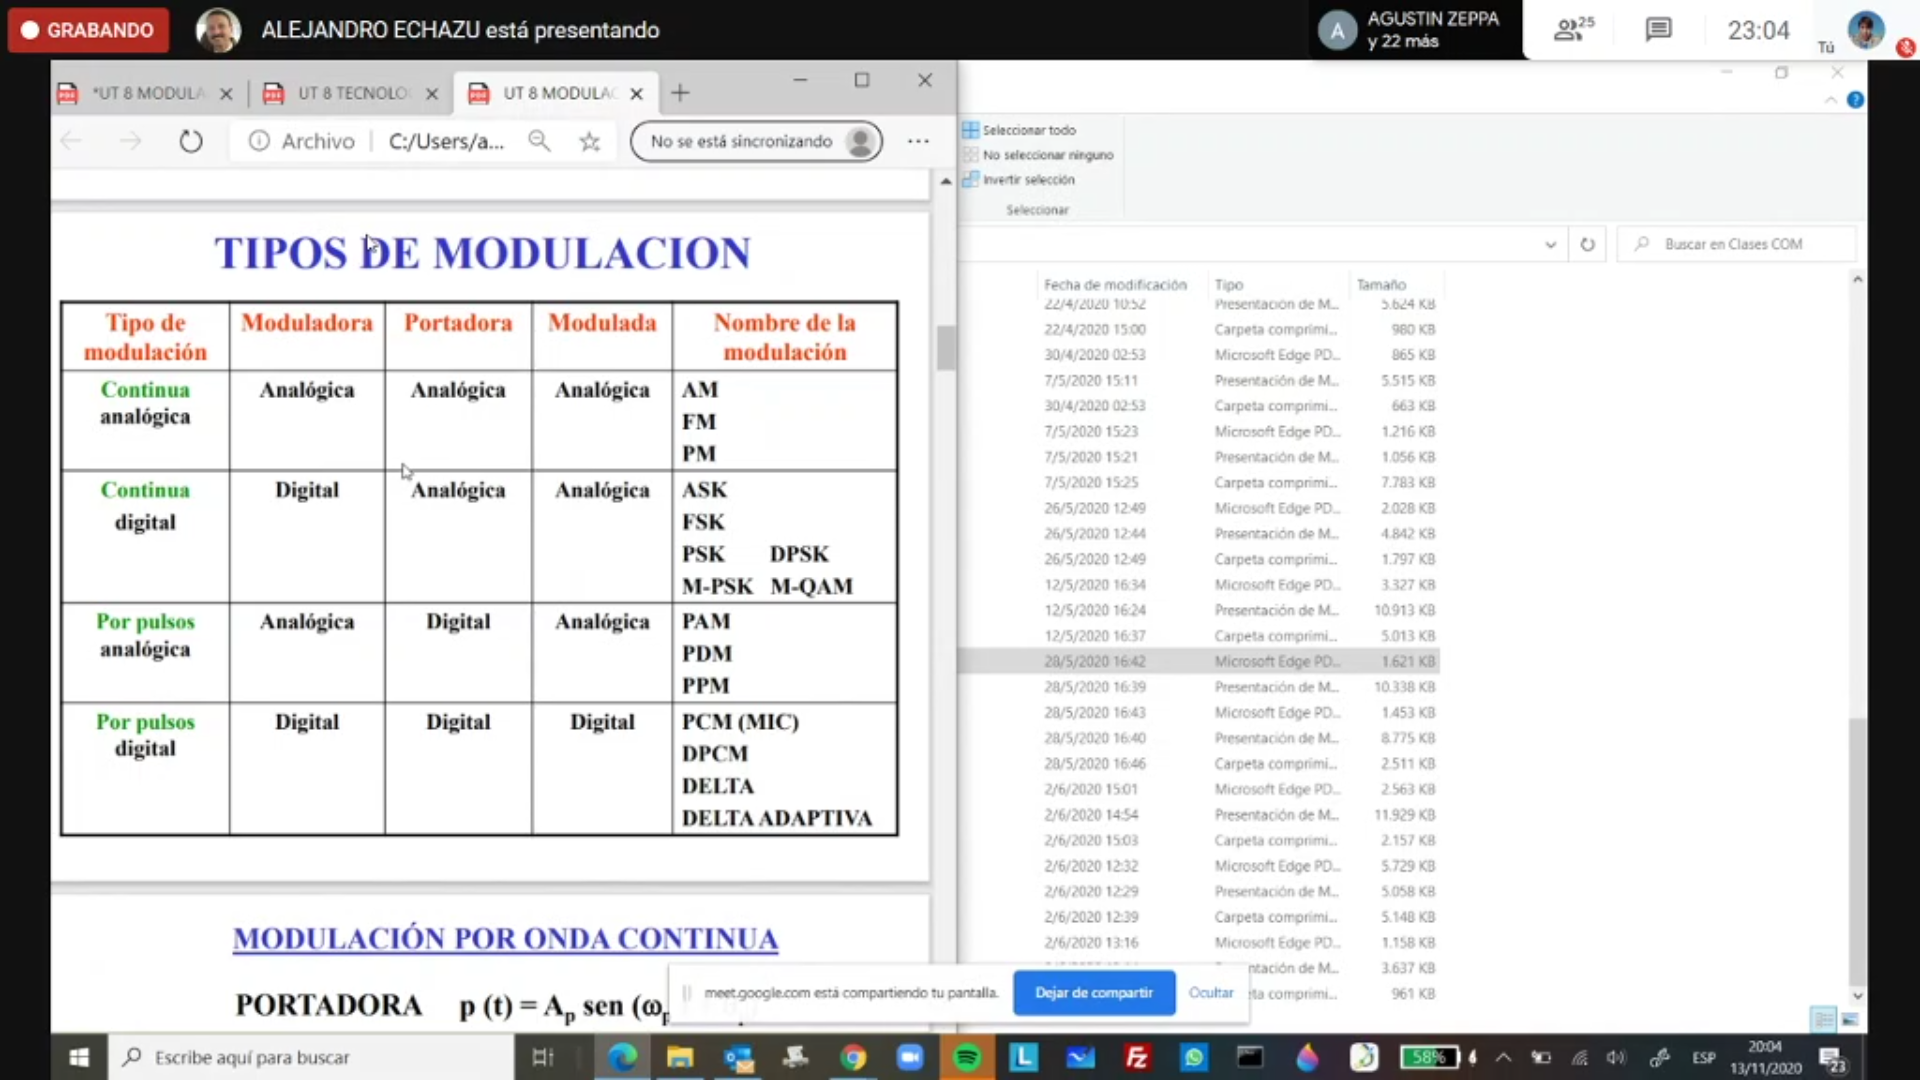 GRABANDO
ALEJANDRO ECHAZU está presentando
A
AGUSTIN ZEPPA
y 22 más
25
23:04
Tú
*UT 8 MODULA
UT 8 TECNOLO
UT 8 MODULAC
Archivo
C:/Users/a...
No se está sincronizando
TIPOS DE MODULACION
Tipo de modulación Moduladora Portadora Modulada Nombre de la modulación
Continua analógica Analógica Analógica Analógica AM
FM
PM
Continua digital Digital Analógica Analógica ASK
FSK
PSK DPSK
M-PSK M-QAM
Por pulsos analógica Analógica Digital Analógica PAM
PDM
PPM
Por pulsos digital Digital Digital Digital PCM (MIC)
DPCM
DELTA
DELTA ADAPTIVA
MODULACIÓN POR ONDA CONTINUA
PORTADORA p (t) = Ap sen (ωp
Seleccionar todo
No seleccionar ninguno
Invertir selección
Seleccionar
Buscar en Clases COM
Fecha de modificación Tipo Tamaño
22/4/2020 10:52 Presentación de M... 5.624 KB
22/4/2020 15:00 Carpeta comprimi... 980 KB
30/4/2020 02:53 Microsoft Edge PD... 865 KB
7/5/2020 15:11 Presentación de M... 5.515 KB
30/4/2020 02:53 Carpeta comprimi... 663 KB
7/5/2020 15:23 Microsoft Edge PD... 1.216 KB
7/5/2020 15:21 Presentación de M... 1.056 KB
7/5/2020 15:25 Carpeta comprimi... 7.783 KB
26/5/2020 12:49 Microsoft Edge PD... 2.028 KB
26/5/2020 12:44 Presentación de M... 4.842 KB
26/5/2020 12:49 Carpeta comprimi... 1.797 KB
12/5/2020 16:34 Microsoft Edge PD... 3.327 KB
12/5/2020 16:24 Presentación de M... 10.913 KB
12/5/2020 16:37 Carpeta comprimi... 5.013 KB
28/5/2020 16:42 Microsoft Edge PD... 1.621 KB
28/5/2020 16:39 Presentación de M... 10.338 KB
28/5/2020 16:43 Microsoft Edge PD... 1.453 KB
28/5/2020 16:40 Presentación de M... 8.775 KB
28/5/2020 16:46 Carpeta comprimi... 2.511 KB
2/6/2020 15:01 Microsoft Edge PD... 2.563 KB
2/6/2020 14:54 Presentación de M... 11.929 KB
2/6/2020 15:03 Carpeta comprimi... 2.157 KB
2/6/2020 12:32 Microsoft Edge PD... 5.729 KB
2/6/2020 12:29 Presentación de M... 5.058 KB
2/6/2020 12:39 Carpeta comprimi... 5.148 KB
2/6/2020 13:16 Microsoft Edge PD... 1.158 KB
ntación de M... 3.637 KB
ta comprimi... 961 KB
meet.google.com está compartiendo tu pantalla.
Dejar de compartir
Ocultar
Escribe aquí para buscar
58%
ESP
20:04
13/11/2020
23